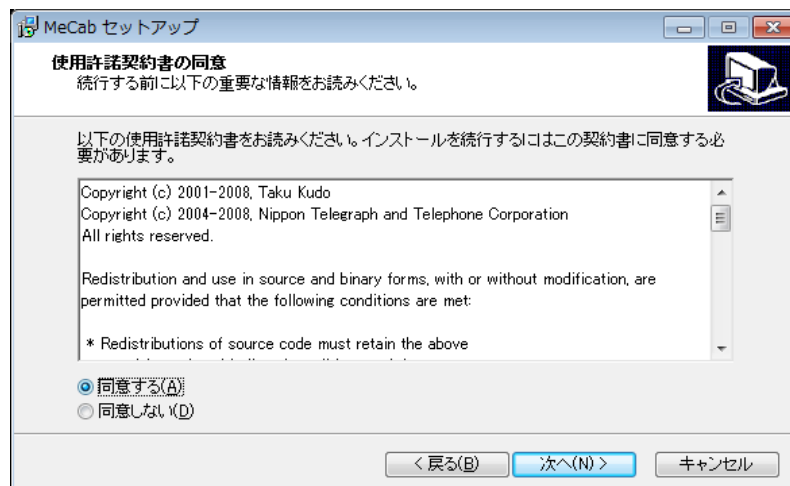 MeCab セットアップ
使用許諾契約書の同意
続行する前に以下の重要な情報をお読みください。
以下の使用許諾契約書をお読みください。インストールを続行するにはこの契約書に同意する必
要があります。
Copyright (c) 2001-2008, Taku Kudo
Copyright (c) 2004-2008, Nippon Telegraph and Telephone Corporation
All rights reserved.
Redistribution and use in source and binary forms, with or without modification, are
permitted provided that the following conditions are met:
* Redistributions of source code must retain the above
同意する(A)
同意しない(D)
< 戻る(B)
次へ(N) >
キャンセル